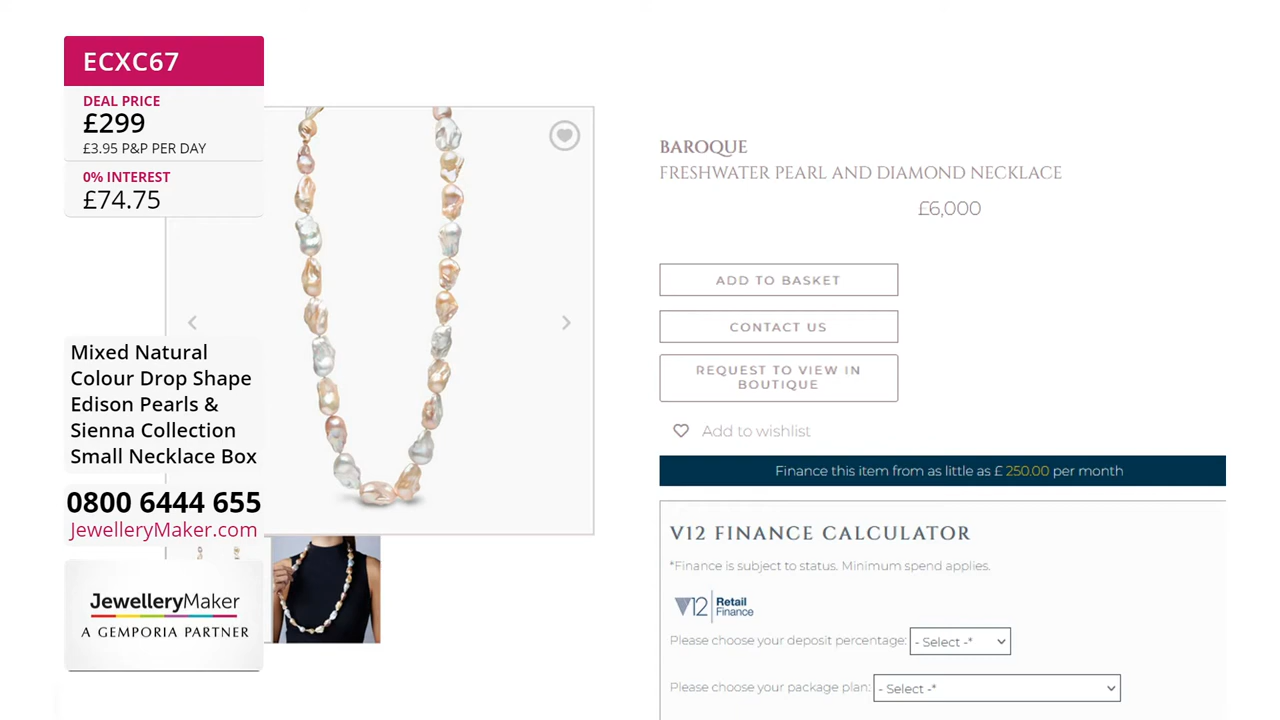 ECXC67
DEAL PRICE
£299
£3.95 P&P PER DAY
0% INTEREST
£74.75
Mixed Natural
Colour Drop Shape
Edison Pearls &
Sienna Collection
Small Necklace Box
0800 6444 655
JewelleryMaker.com
JewelleryMaker
A GEMPORIA PARTNER
BAROQUE
FRESHWATER PEARL AND DIAMOND NECKLACE
£6,000
ADD TO BASKET
CONTACT US
REQUEST TO VIEW IN
BOUTIQUE
Add to wishlist
Finance this item from as little as £ 250.00 per month
V12 FINANCE CALCULATOR
*Finance is subject to status. Minimum spend applies.
V12 Retail
Finance
Please choose your deposit percentage: - Select -*
Please choose your package plan: - Select -*